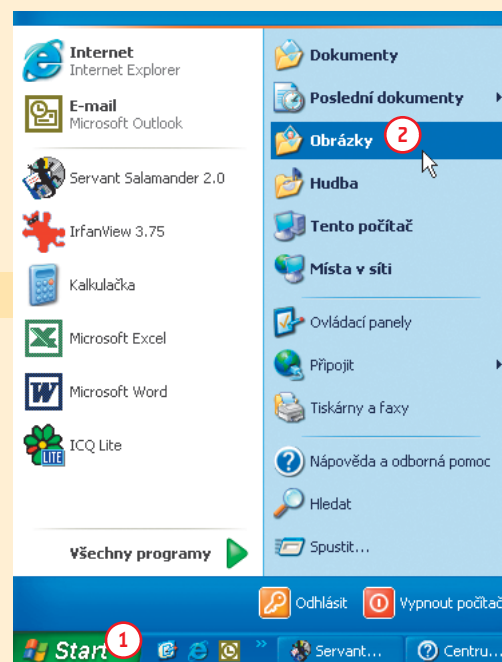 Internet
Internet Explorer
E-mail
Microsoft Outlook
Servant Salamander 2.0
IrfanView 3.75
Kalkulačka
Microsoft Excel
Microsoft Word
LITE
ICQ Lite
Všechny programy
Dokumenty
Poslední dokumenty
Obrázky 2
Hudba
Tento počítač
Místa v síti
Ovládací panely
Připojit
Tiskárny a faxy
Nápověda a odborná pomoc
Hledat
Spustit...
Odhlásit Vypnout počítač
Start 1 » Servant... Centru...